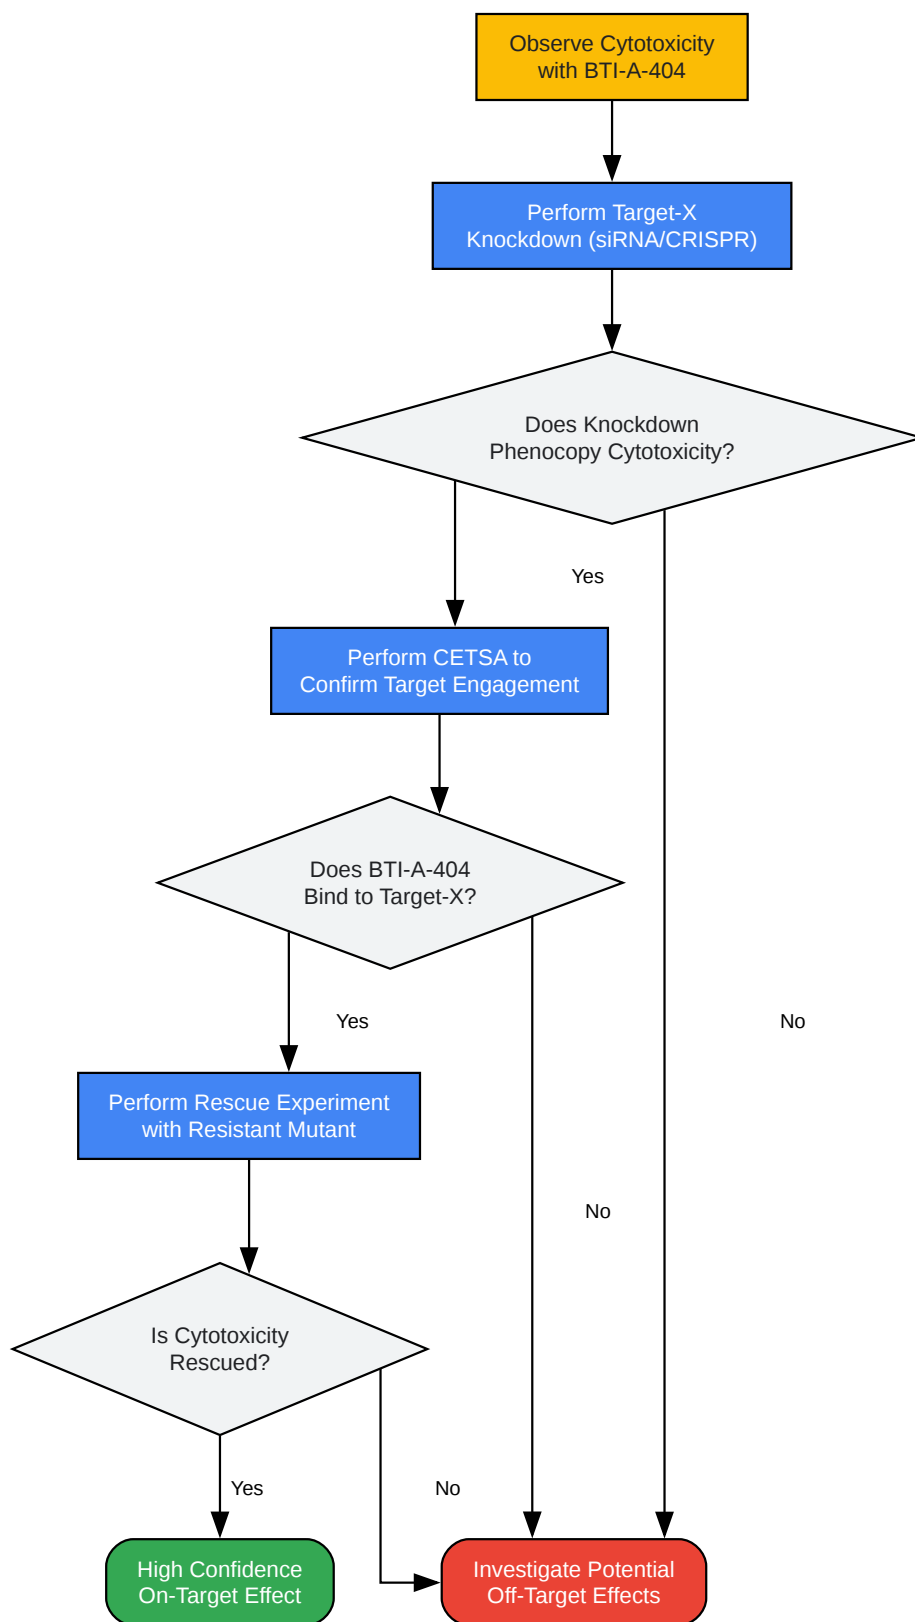 Observe Cytotoxicity
with BTI-A-404
Perform Target-X
Knockdown (siRNA/CRISPR)
Does Knockdown
Phenocopy Cytotoxicity?
Yes
Perform CETSA to
Confirm Target Engagement
Does BTI-A-404
Bind to Target-X?
Yes
No
Perform Rescue Experiment
with Resistant Mutant
No
Is Cytotoxicity
Rescued?
Yes
No
High Confidence
On-Target Effect
Investigate Potential
Off-Target Effects